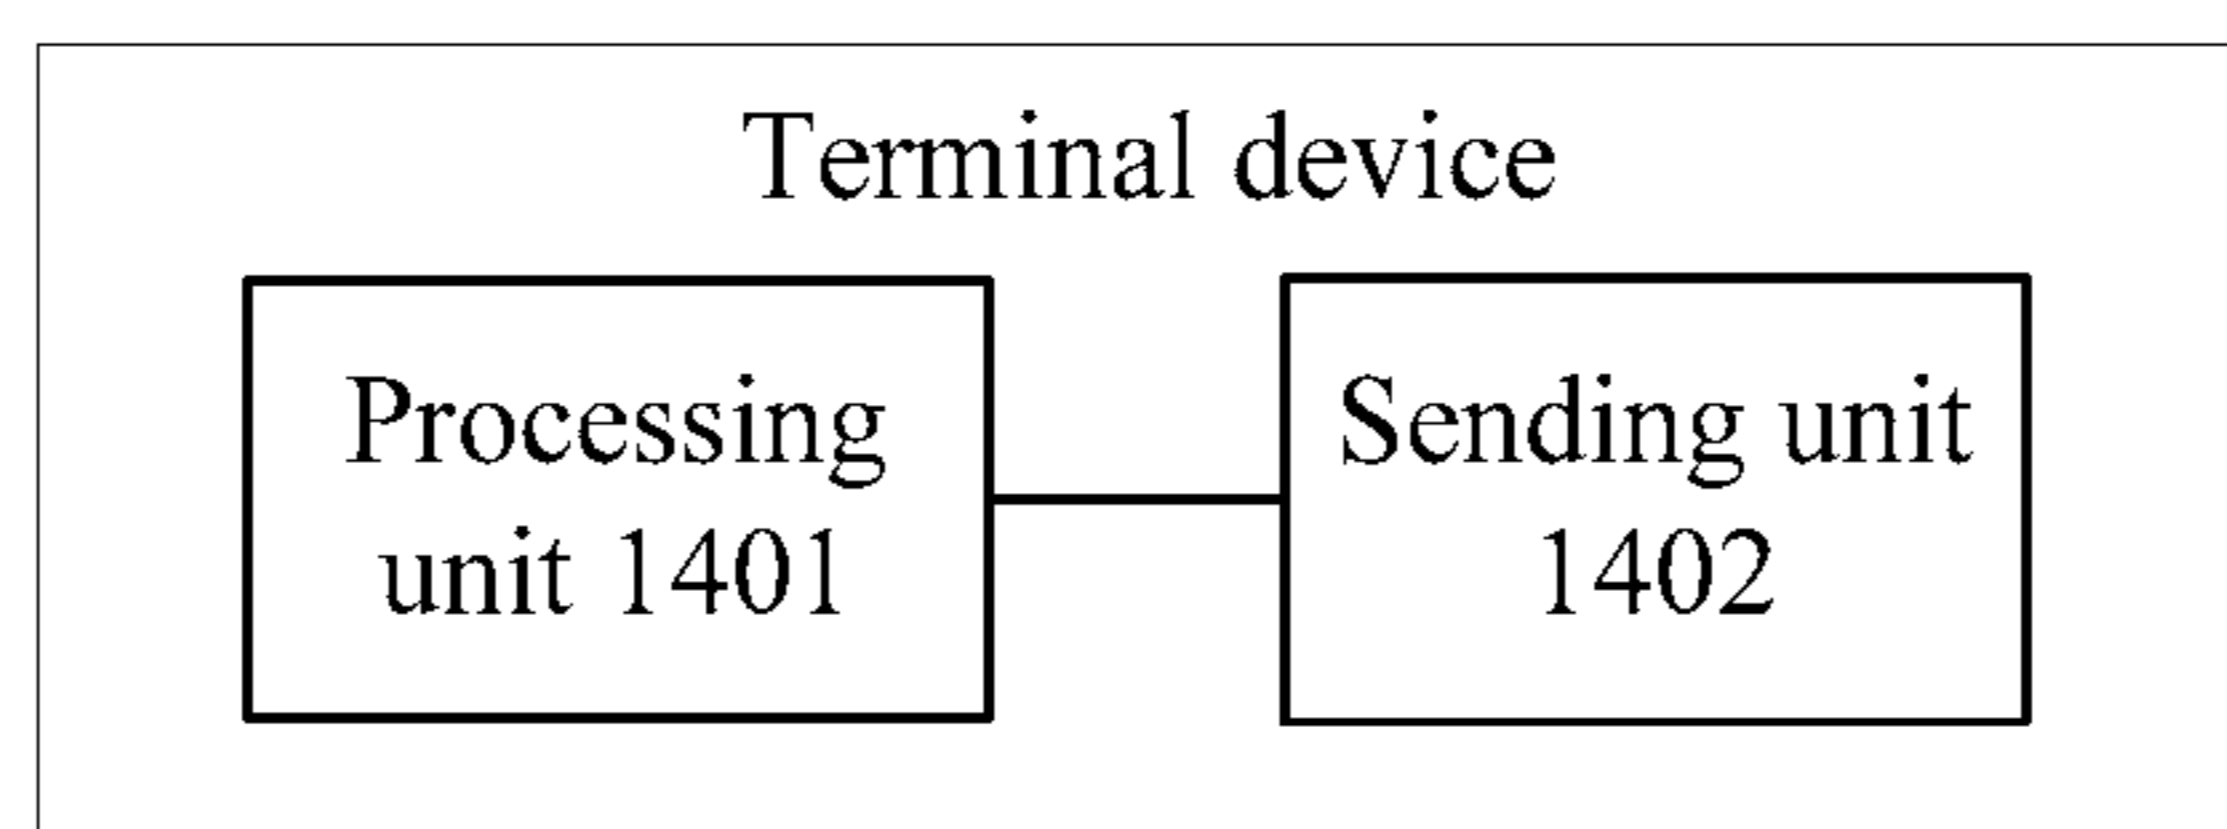 Terminal device
Processing
unit 1401
Sending unit
1402